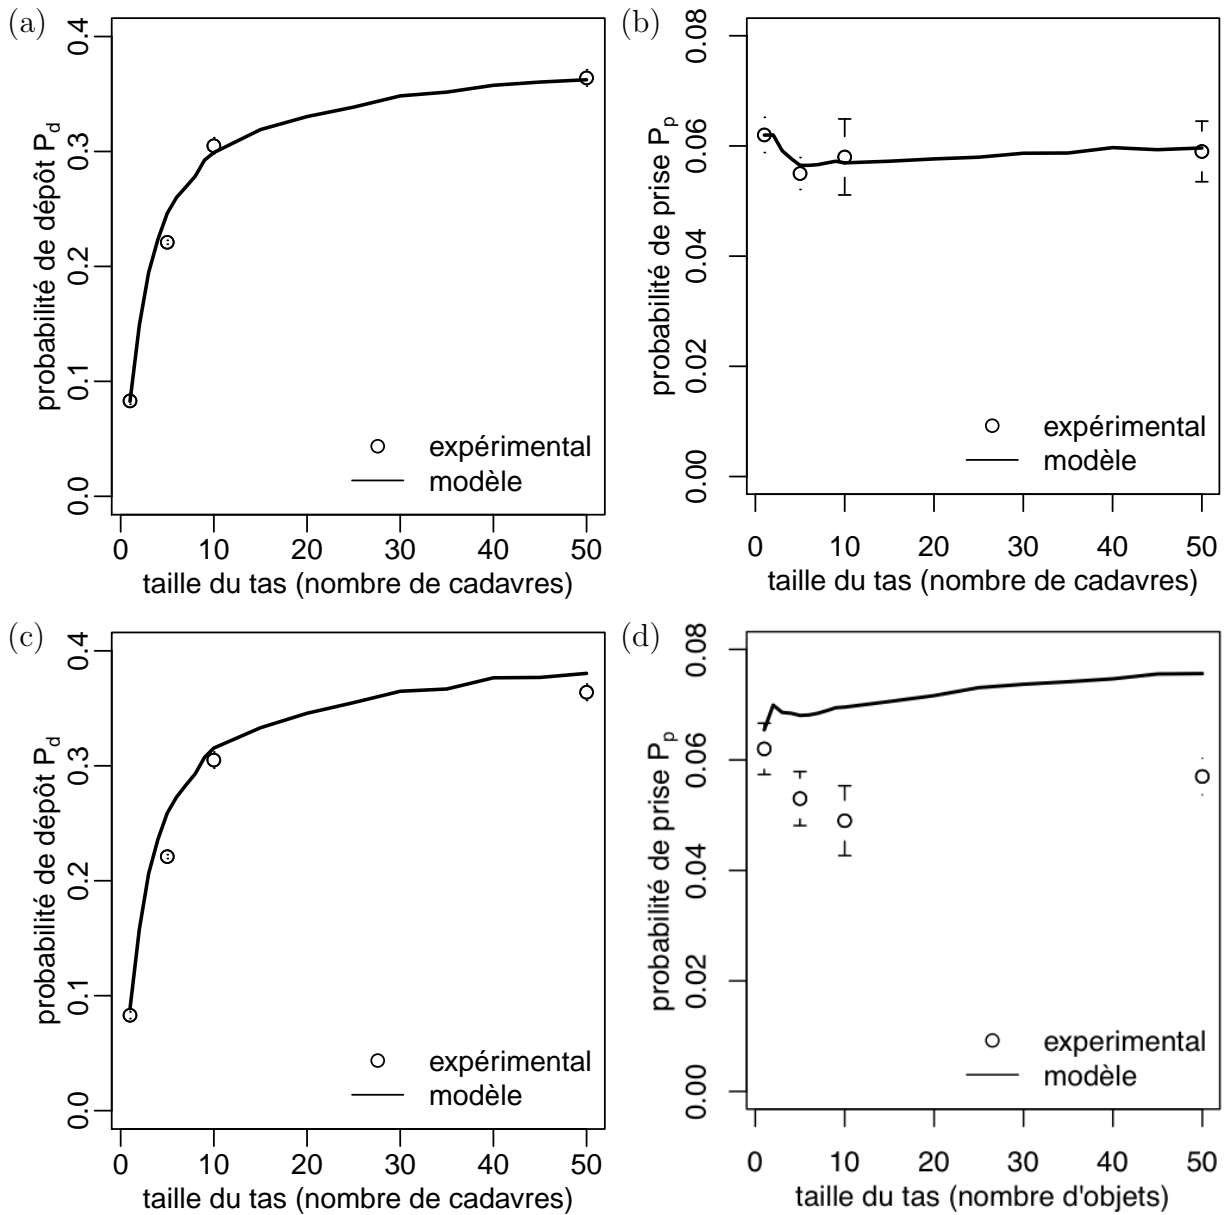 (a)
probabilité de dépôt Pd
0.4
0.3
0.2
0.1
0.0
expérimental
modèle
0 10 20 30 40 50
taille du tas (nombre de cadavres)
(b)
probabilité de prise Pp
0.08
0.06
0.04
0.02
0.00
expérimental
modèle
0 10 20 30 40 50
taille du tas (nombre de cadavres)
(c)
probabilité de dépôt Pd
0.4
0.3
0.2
0.1
0.0
expérimental
modèle
0 10 20 30 40 50
taille du tas (nombre de cadavres)
(d)
probabilité de prise Pp
0.08
0.06
0.04
0.02
0.00
experimental
modèle
0 10 20 30 40 50
taille du tas (nombre d'objets)